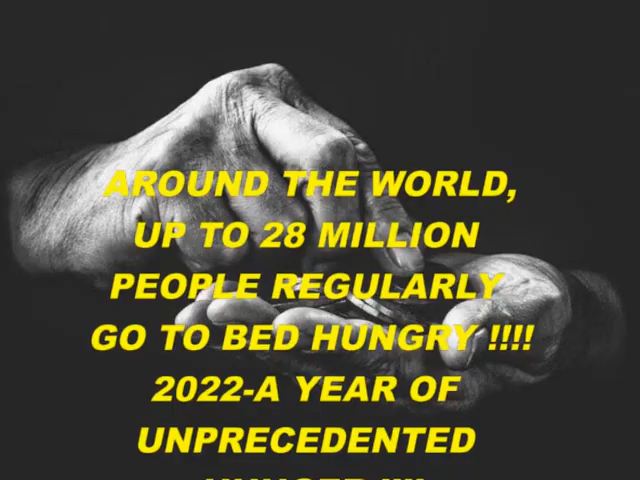 AROUND THE WORLD,
UP TO 28 MILLION
PEOPLE REGULARLY
GO TO BED HUNGRY !!!!
2022-A YEAR OF
UNPRECEDENTED